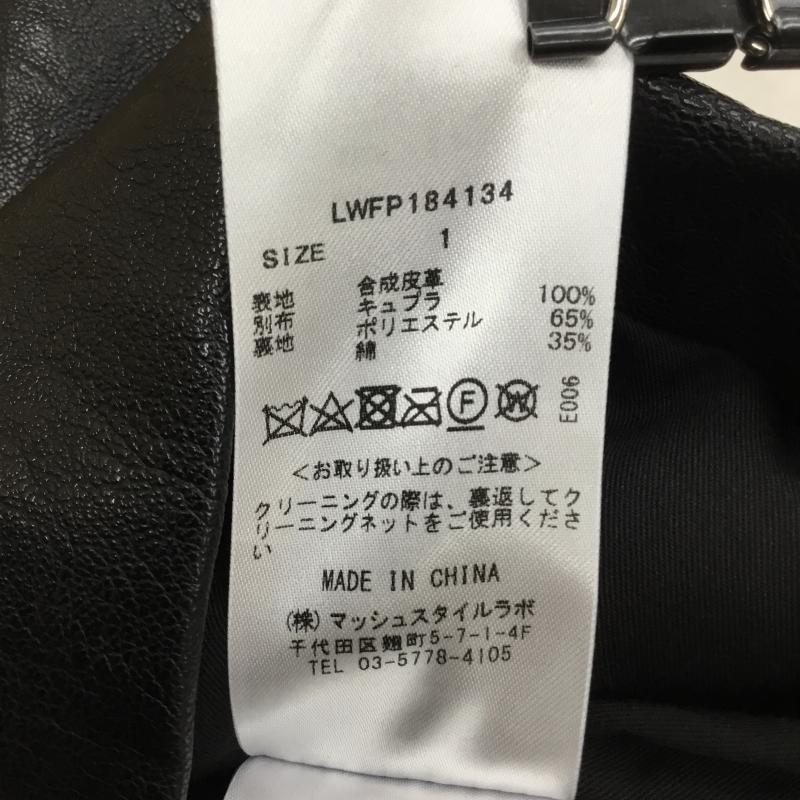 LWFP184134
SIZE 1
表地 合成皮革 100%
別布 キュプラ 65%
裏地 ポリエステル 35%
綿
F
W
E006
<お取り扱い上のご注意>
クリーニングの際は、裏返してク
リーニングネットをご使用くださ
い
MADE IN CHINA
(株)マッシュスタイルラボ
千代田区麹町5-7-1-4F
TEL 03-5778-4105